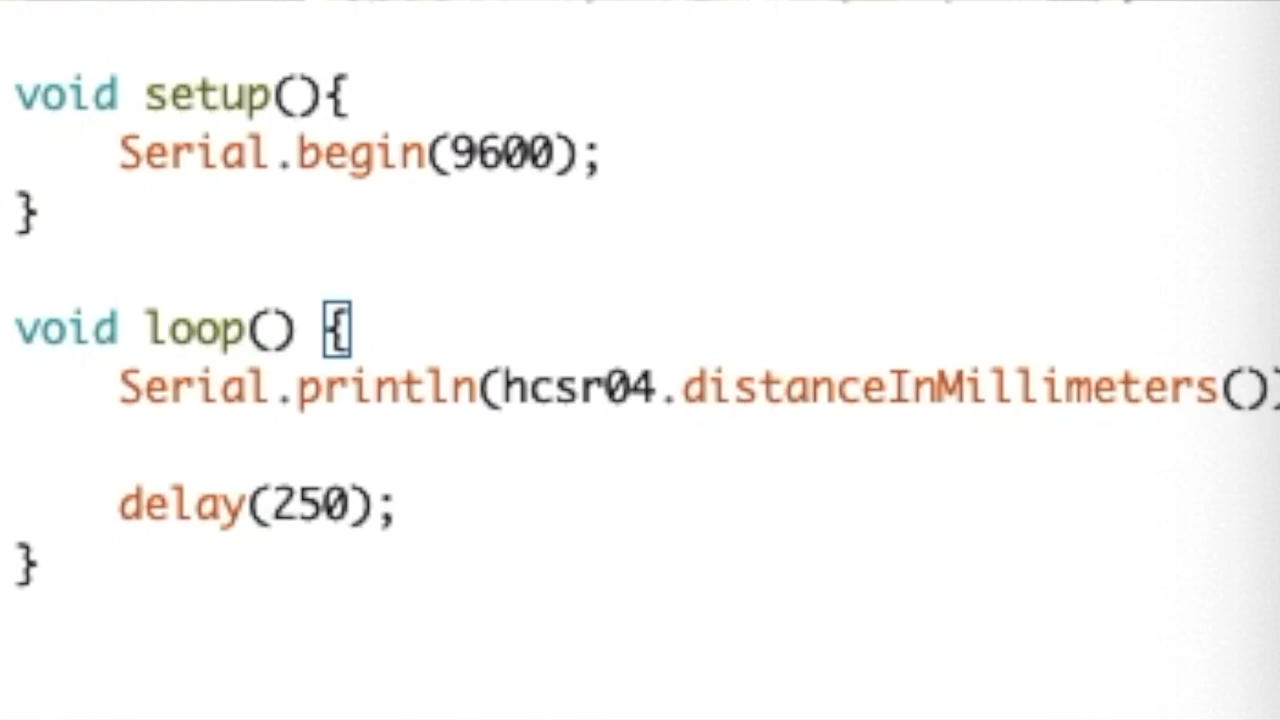 void setup(){
    Serial.begin(9600);
}
void loop() {
    Serial.println(hcsr04.distanceInMillimeters())
    delay(250);
}